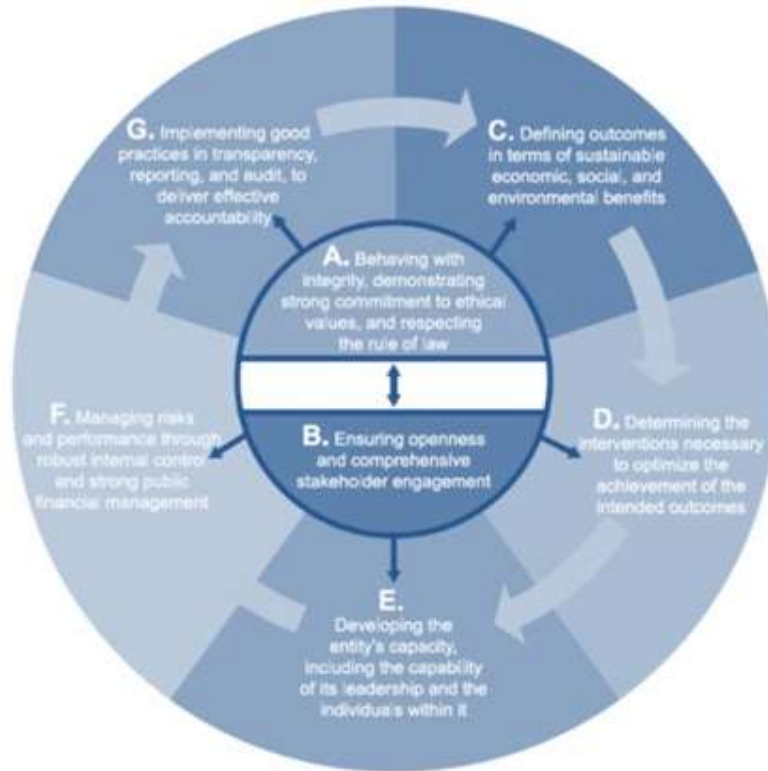 G. Implementing good
practices in transparency,
reporting, and audit, to
deliver effective
accountability
C. Defining outcomes
in terms of sustainable
economic, social, and
environmental benefits
A. Behaving with
integrity, demonstrating
strong commitment to ethical
values, and respecting
the rule of law
B. Ensuring openness
and comprehensive
stakeholder engagement
D. Determining the
interventions necessary
to optimize the
achievement of the
intended outcomes
E.
Developing the
entity's capacity,
including the capability
of its leadership and the
individuals within it
F. Managing risks
and performance through
robust internal control
and strong public
financial management